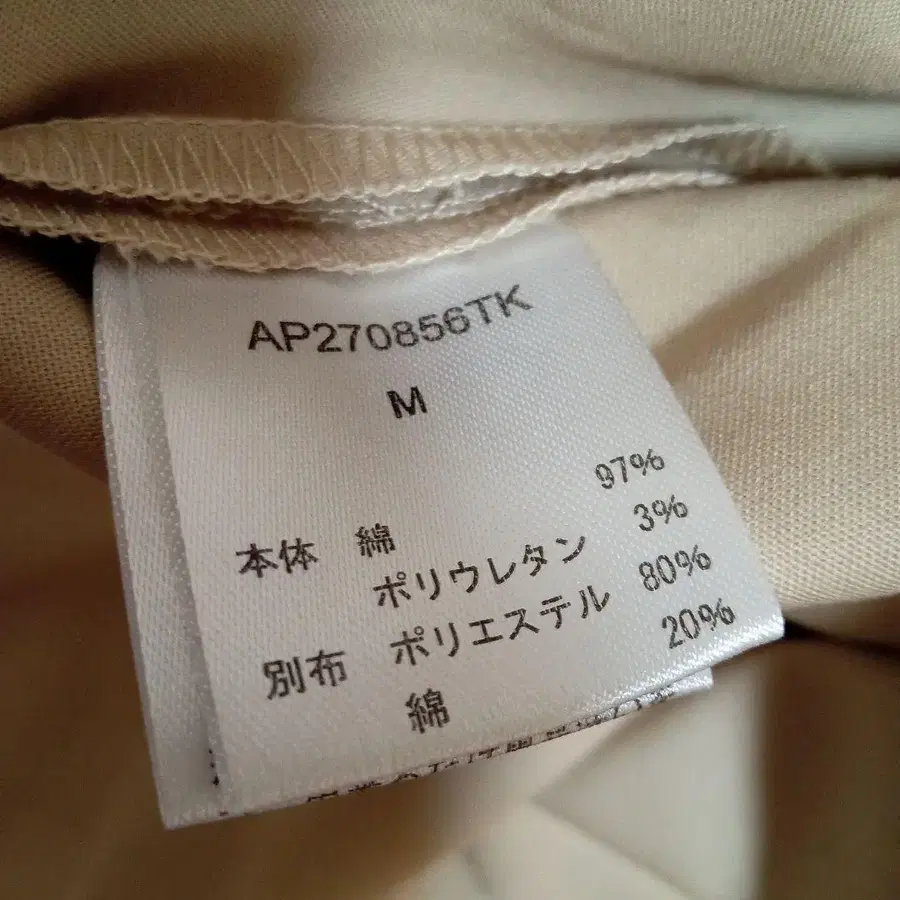 AP270856TK
M
本体 綿 97%
ポリウレタン 3%
別布 ポリエステル 80%
綿 20%